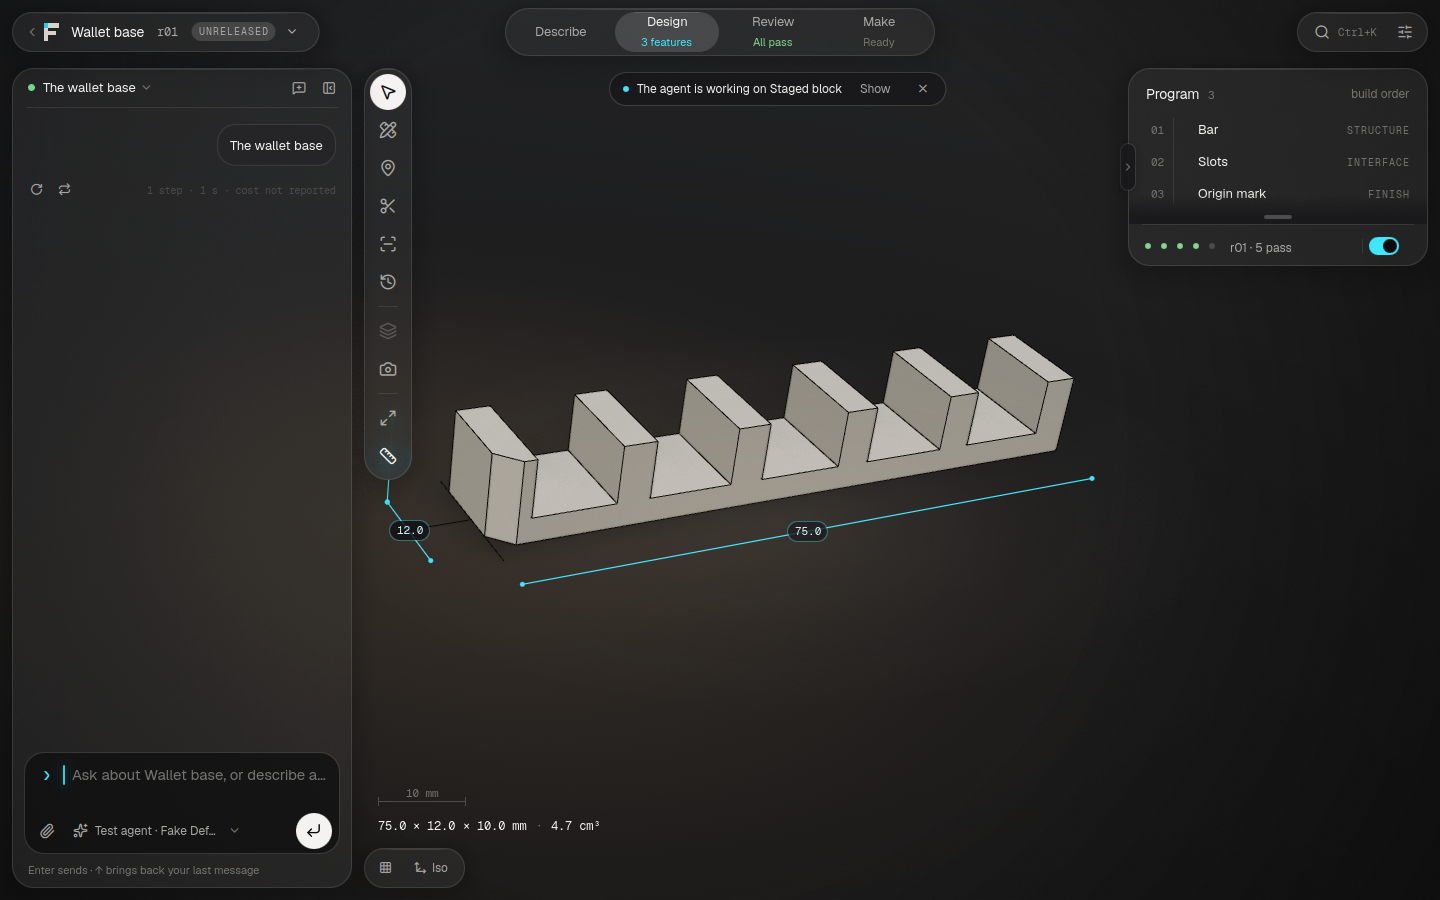 Wallet base r01 UNRELEASED
Describe
Design
3 features
Review
All pass
Make
Ready
Ctrl+K
The wallet base
The wallet base
1 step · 1 s · cost not reported
The agent is working on Staged block Show
Program 3 build order
01 Bar STRUCTURE
02 Slots INTERFACE
03 Origin mark FINISH
r01 · 5 pass
12.0
75.0
10 mm
75.0 × 12.0 × 10.0 mm · 4.7 cm³
Iso
Ask about Wallet base, or describe a...
Test agent · Fake Def...
Enter sends · ↑ brings back your last message